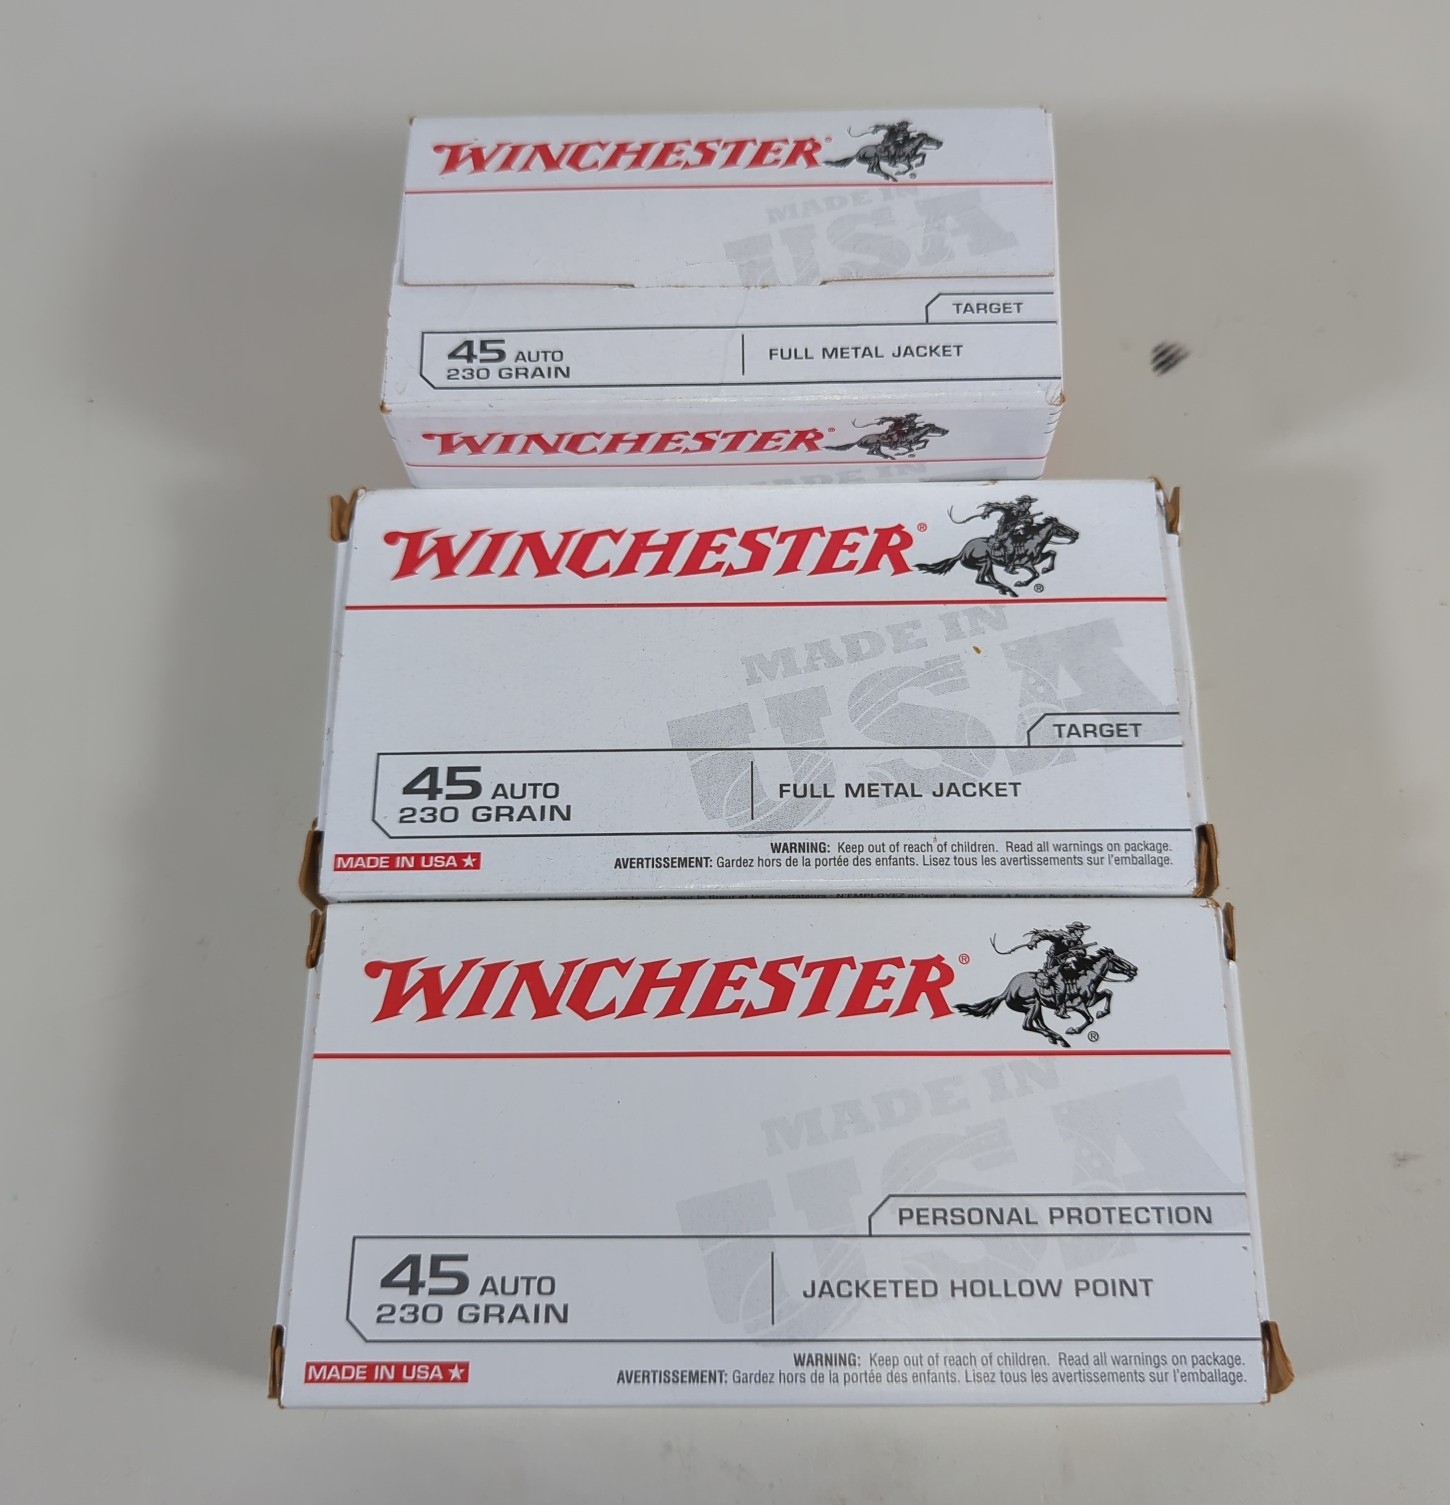 WINCHESTER®
®
MADE IN
USA
TARGET
45 AUTO
230 GRAIN
FULL METAL JACKET
WINCHESTER®
®
MADE IN
WINCHESTER®
®
MADE IN
USA
TARGET
45 AUTO
230 GRAIN
FULL METAL JACKET
WARNING: Keep out of reach of children. Read all warnings on package.
MADE IN USA
AVERTISSEMENT: Gardez hors de la portée des enfants. Lisez tous les avertissements sur l'emballage.
WINCHESTER®
®
MADE IN
USA
PERSONAL PROTECTION
45 AUTO
230 GRAIN
JACKETED HOLLOW POINT
WARNING: Keep out of reach of children. Read all warnings on package.
MADE IN USA
AVERTISSEMENT: Gardez hors de la portée des enfants. Lisez tous les avertissements sur l'emballage.